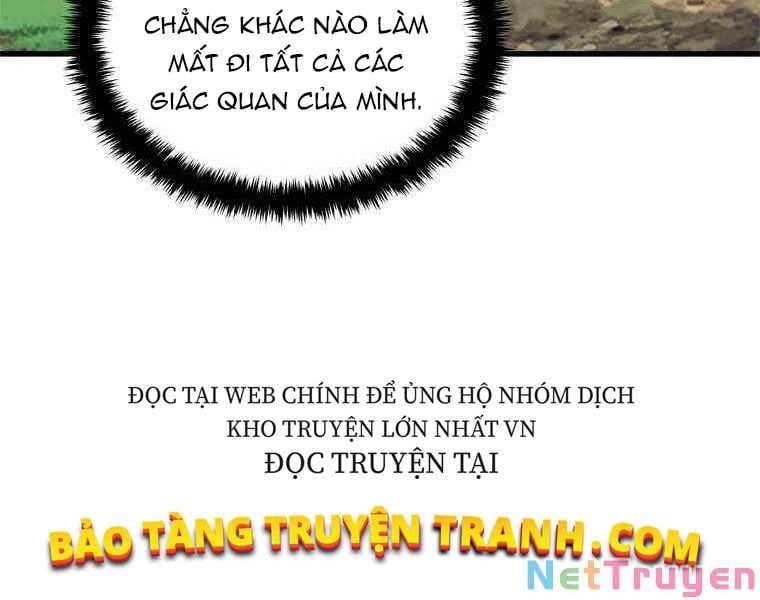 CHẲNG KHÁC NÀO LÀM
MẤT ĐI TẤT CẢ CÁC
GIÁC QUAN CỦA MÌNH.
ĐỌC TẠI WEB CHÍNH ĐỂ ỦNG HỘ NHÓM DỊCH
KHO TRUYỆN LỚN NHẤT VN
ĐỌC TRUYỆN TẠI
BẢO TÀNG TRUYỆN TRANH.COM
NetTruyen